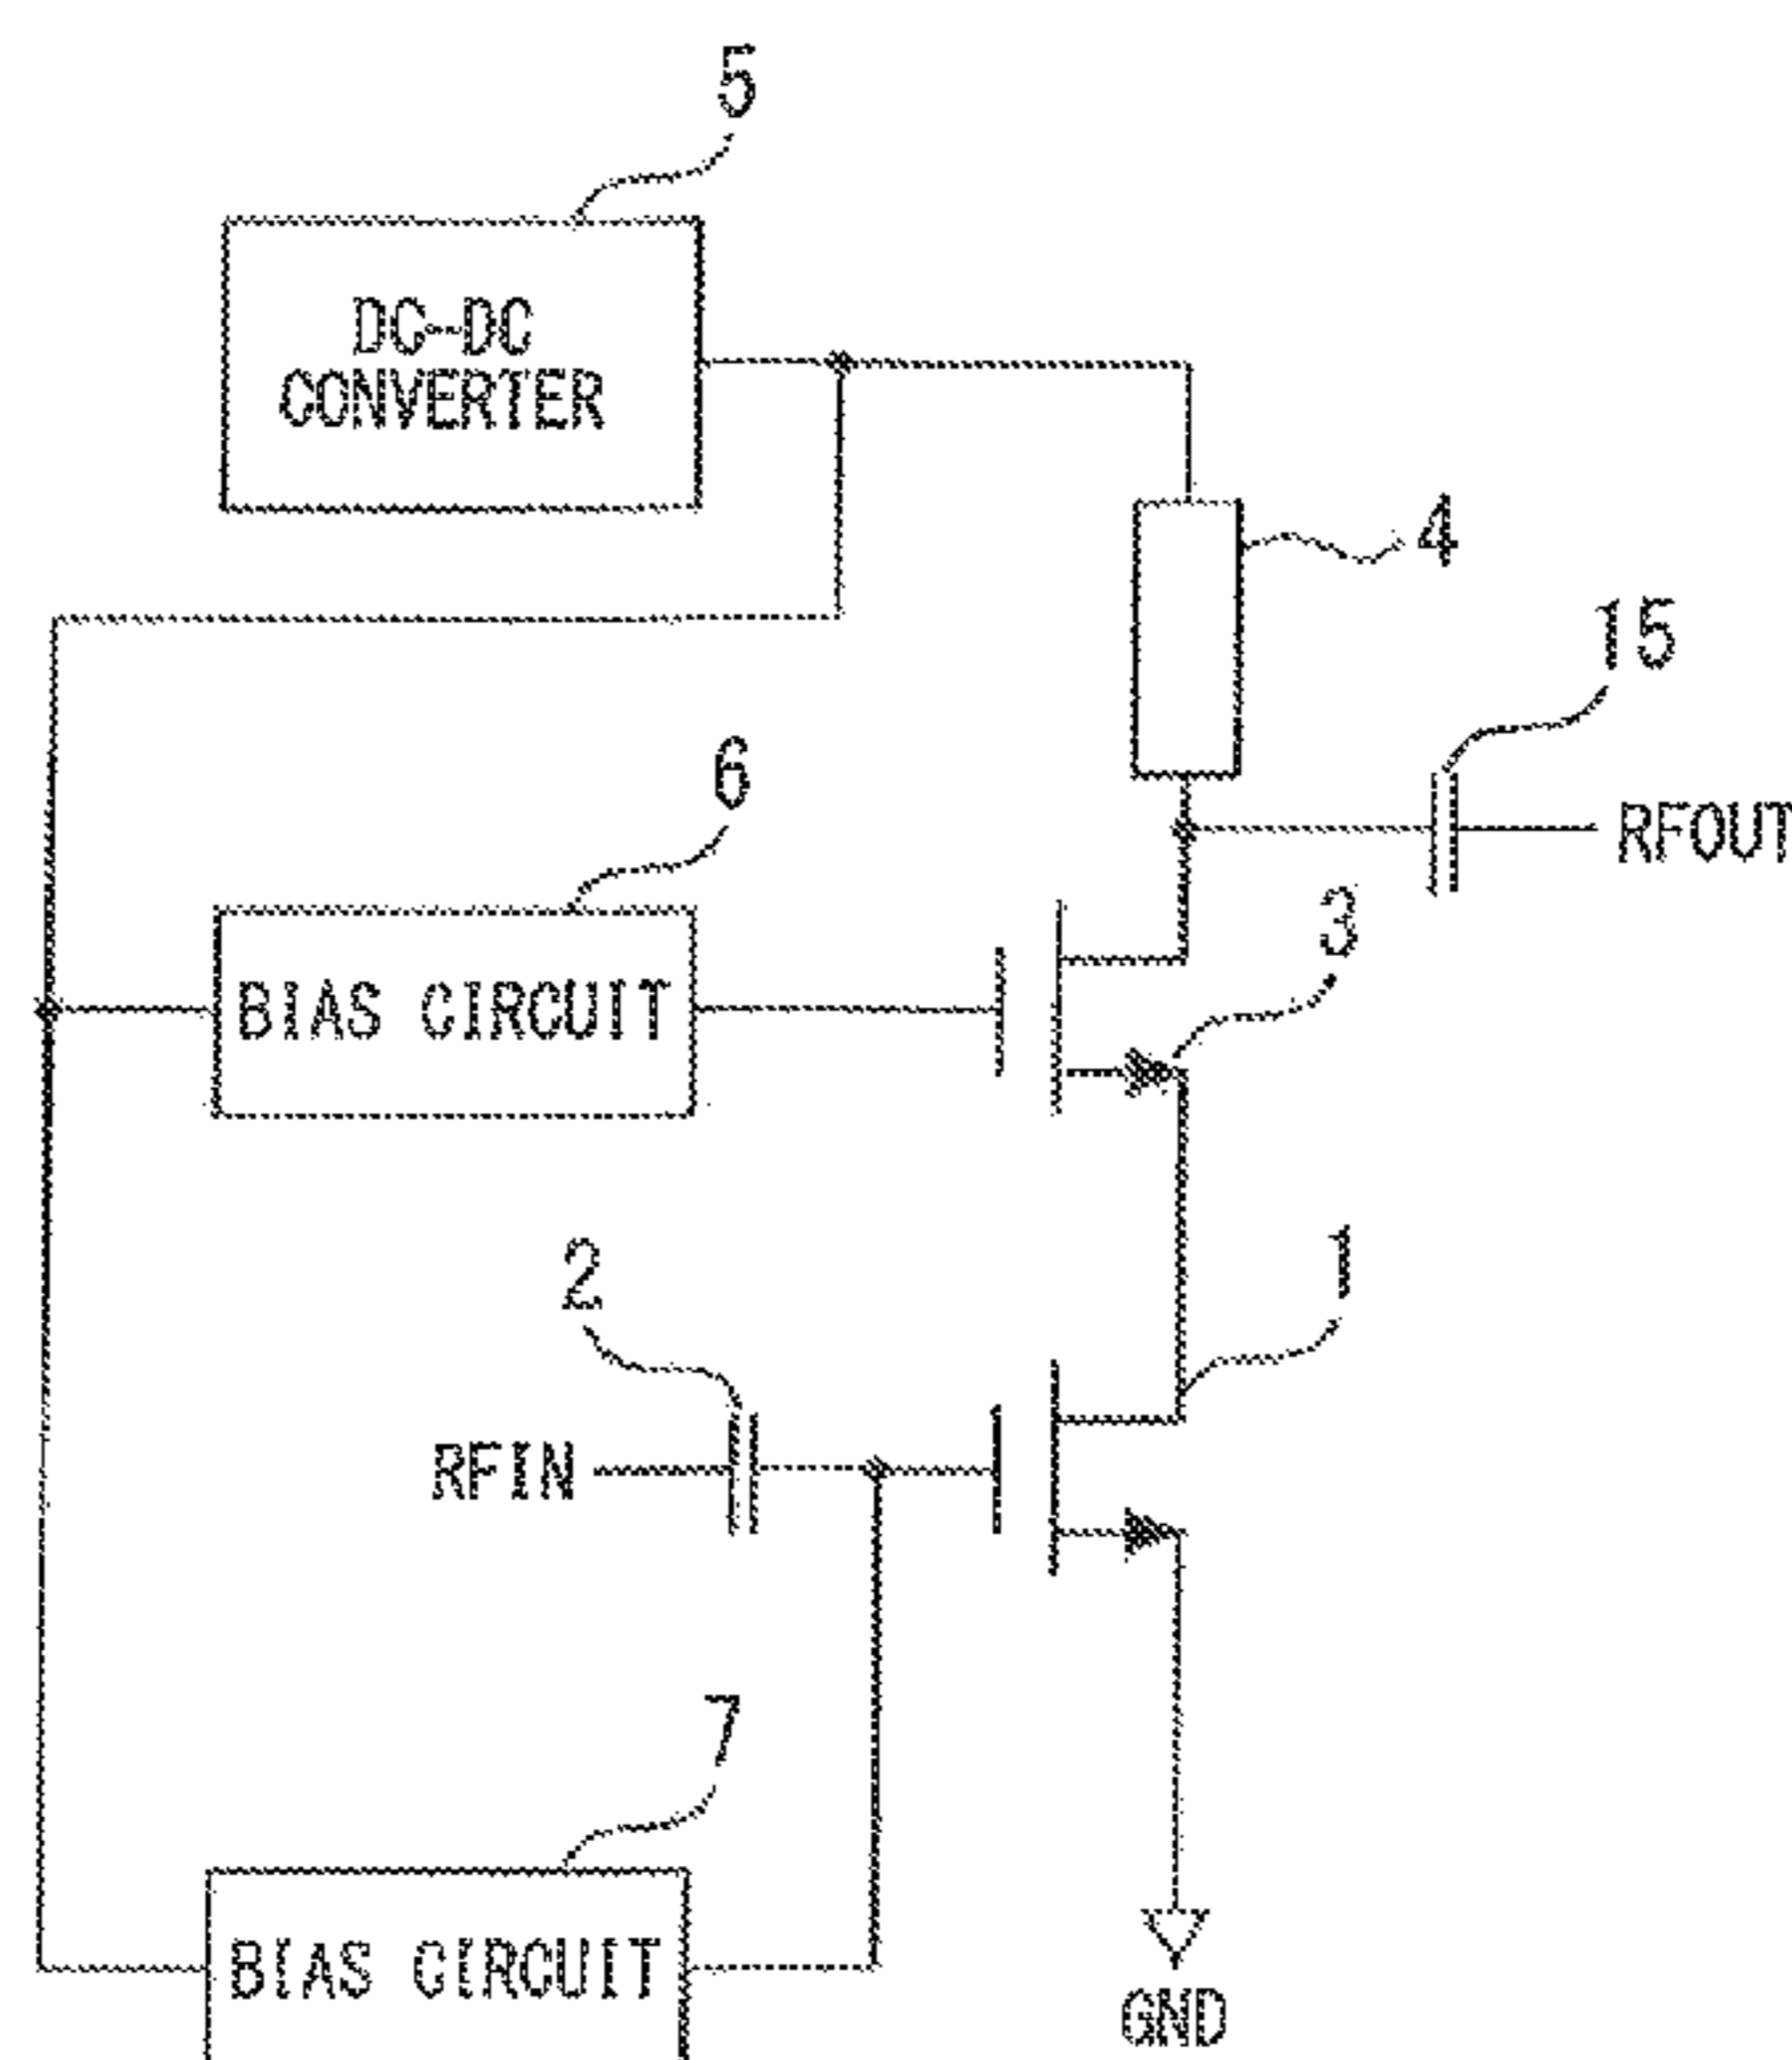 5
DC-DC
CONVERTER
4
15
6
RFOUT
3
BIAS CIRCUIT
2
1
RFIN
7
BIAS CIRCUIT
GND